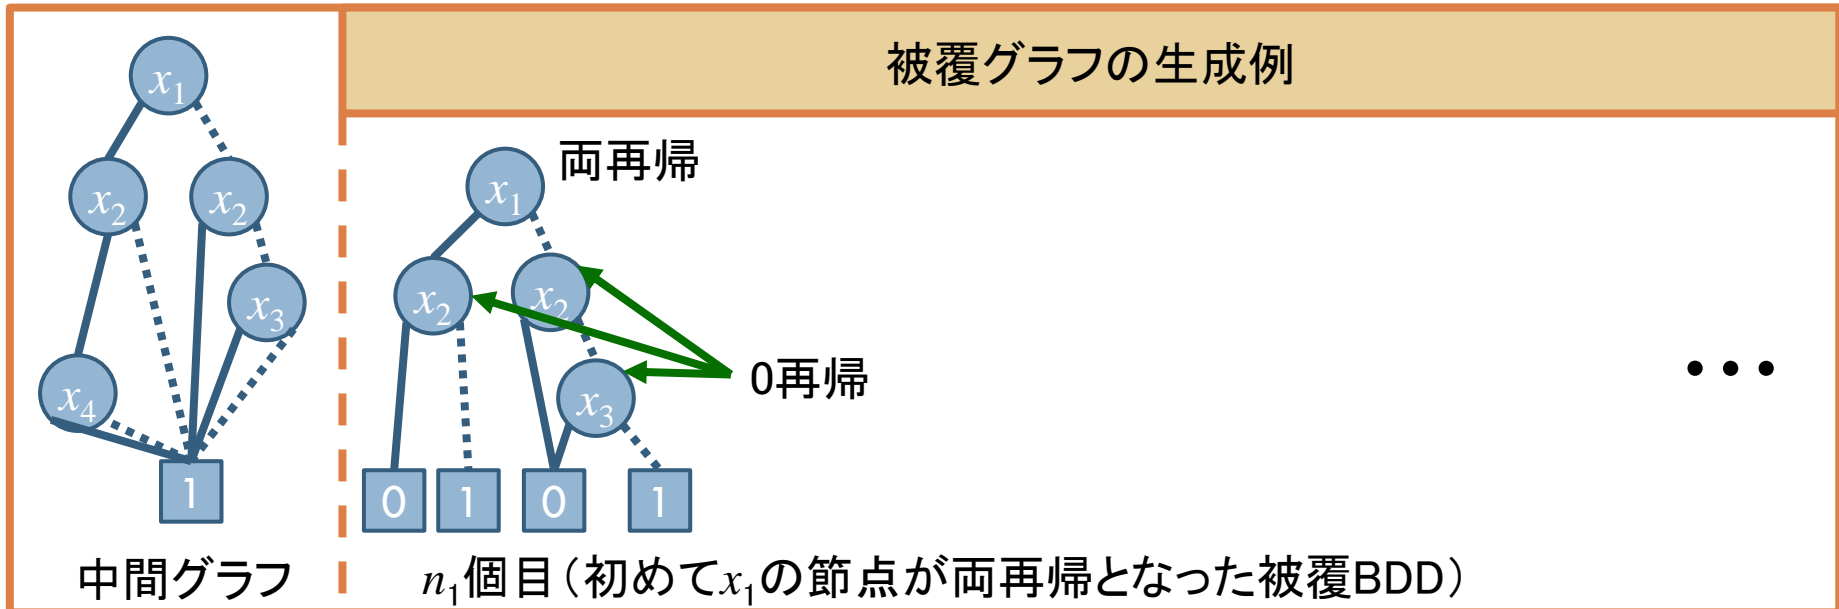 被覆グラフの生成例
x1
x2
x2
x3
x4
1
中間グラフ
両再帰
x1
x2
x2
x3
0再帰
0
1
0
1
・・・
n1個目（初めてx1の節点が両再帰となった被覆BDD）